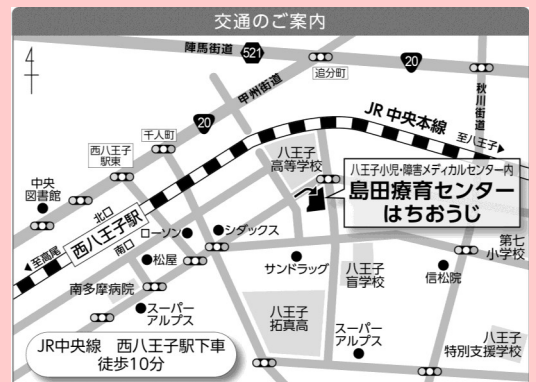 交通のご案内
陣馬街道
521
20
追分町
甲州街道
秋川街道
20
千人町
JR 中央本線
至八王子
西八王子
駅東
八王子
高等学校
八王子小児・障害メディカルセンター内
島田療育センター
はちおうじ
中央
図書館
北口
西八王子駅
南口
ローソン
シダックス
至高尾
松屋
サンドラッグ
八王子
盲学校
信松院
第七
小学校
南多摩病院
スーパー
アルプス
八王子
拓真高
スーパー
アルプス
八王子
特別支援学校
JR中央線 西八王子駅下車
徒歩10分